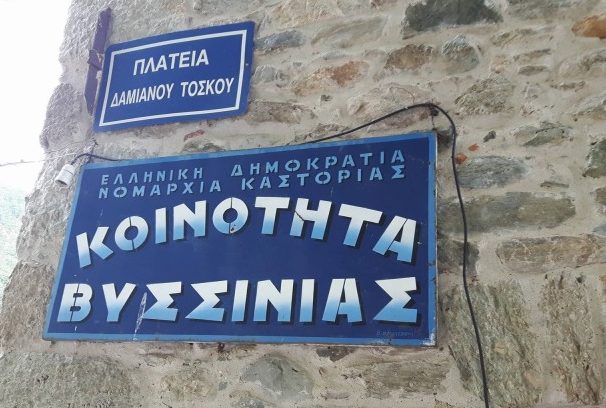 ΠΛΑΤΕΙΑ
ΔΑΜΙΑΝΟΥ ΤΟΣΚΟΥ
ΕΛΛΗΝΙΚΗ ΔΗΜΟΚΡΑΤΙΑ
ΝΟΜΑΡΧΙΑ ΚΑΣΤΟΡΙΑΣ
ΚΟΙΝΟΤΗΤΑ
ΒΥΣΣΙΝΙΑΣ